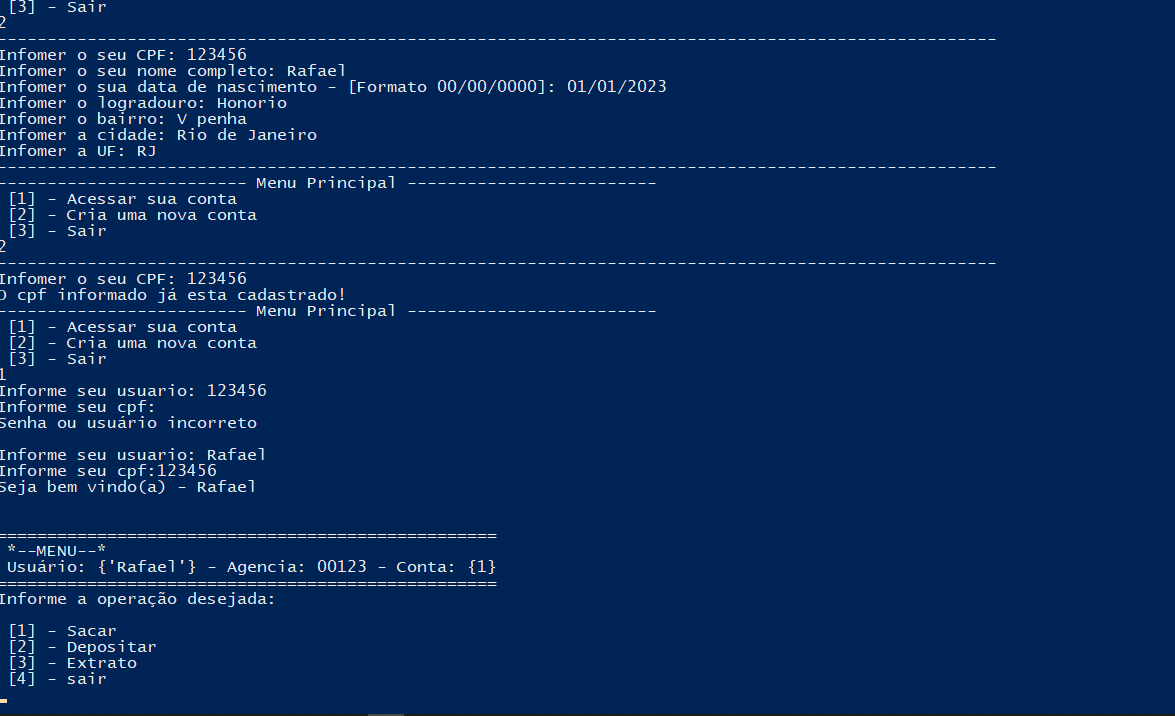 [3] - Sair
2
----------------------------------------------------------------------------------------------------
Infomer o seu CPF: 123456
Infomer o seu nome completo: Rafael
Infomer o sua data de nascimento - [Formato 00/00/0000]: 01/01/2023
Infomer o logradouro: Honorio
Infomer o bairro: V penha
Infomer a cidade: Rio de Janeiro
Infomer a UF: RJ
----------------------------------------------------------------------------------------------------
------------------------- Menu Principal -------------------------
[1] - Acessar sua conta
[2] - Cria uma nova conta
[3] - Sair
2
----------------------------------------------------------------------------------------------------
Infomer o seu CPF: 123456
O cpf informado já esta cadastrado!
------------------------- Menu Principal -------------------------
[1] - Acessar sua conta
[2] - Cria uma nova conta
[3] - Sair
1
Informe seu usuario: 123456
Informe seu cpf:
Senha ou usuário incorreto
Informe seu usuario: Rafael
Informe seu cpf:123456
Seja bem vindo(a) - Rafael
==================================================
*--MENU--*
Usuário: {'Rafael'} - Agencia: 00123 - Conta: {1}
==================================================
Informe a operação desejada:
[1] - Sacar
[2] - Depositar
[3] - Extrato
[4] - sair